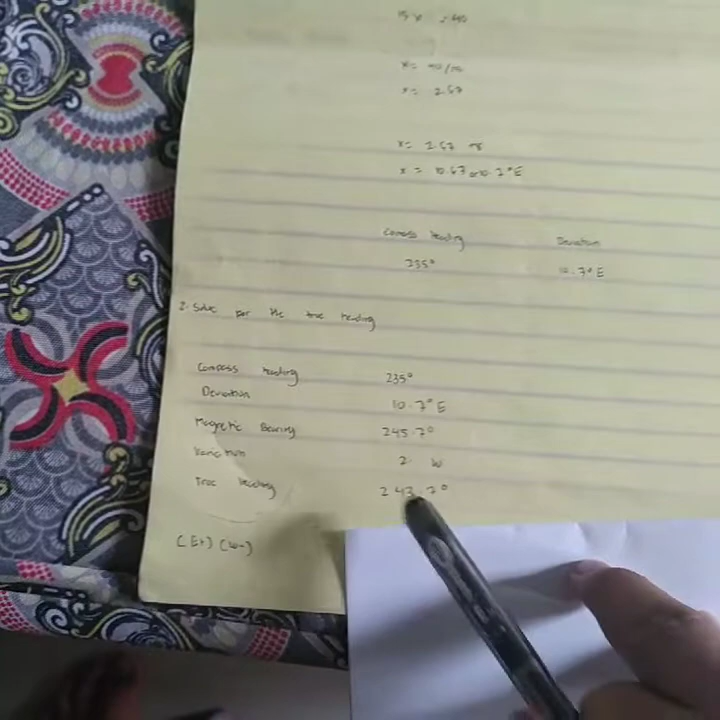 x =
x = 2.67
x = 2.67 + 8
x = 10.67 or 10.7°E
Compass heading Deviation
235° 10.7°E
2. Solve for the true heading
Compass heading 235°
Deviation 10.7°E
Magnetic Bearing 245.7°
Variation 2 W
True heading 243.7°
(E+) (W-)